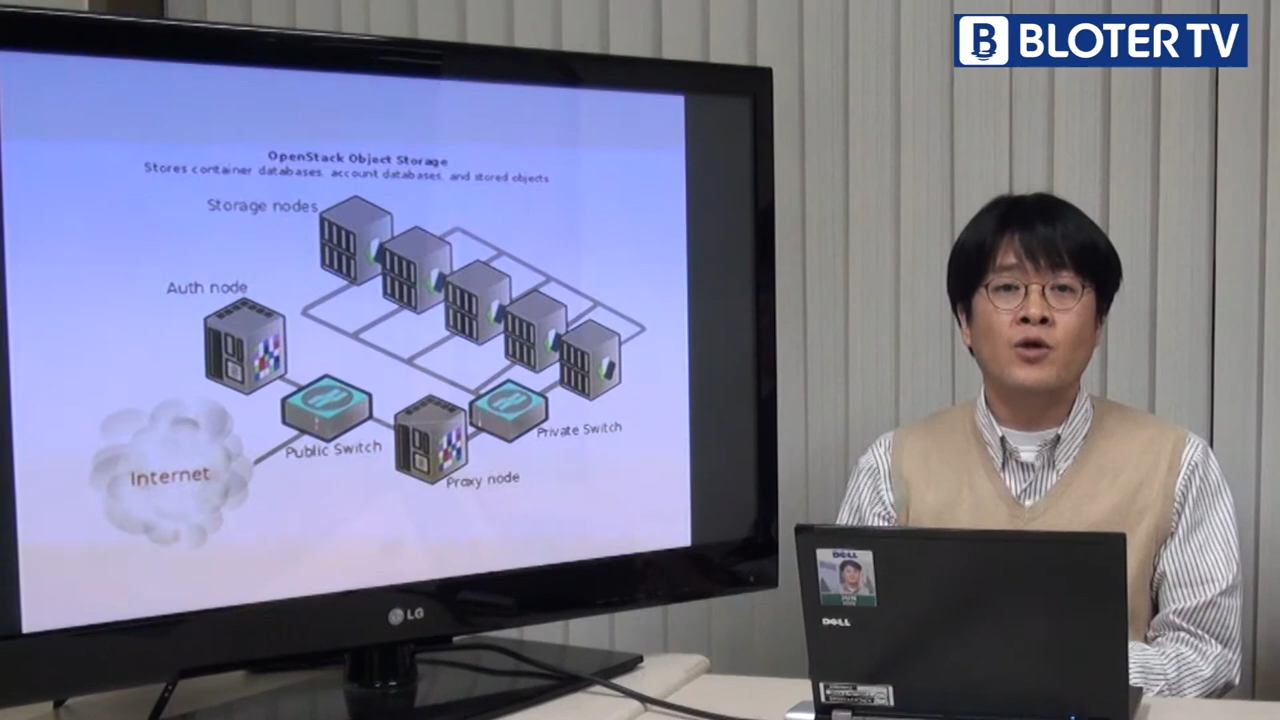 BLOTER TV
OpenStack Object Storage
Stores container databases, account databases, and stored objects
Storage nodes
Auth node
Public Switch
Private Switch
Internet
Proxy node
LG
DELL
DELL